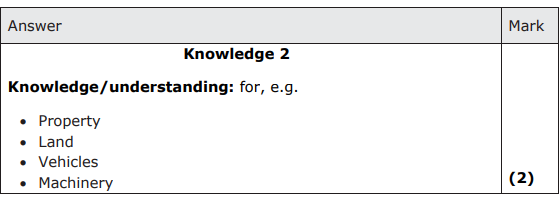 Answer Mark
Knowledge 2
Knowledge/understanding: for, e.g.
• Property
• Land
• Vehicles
• Machinery (2)